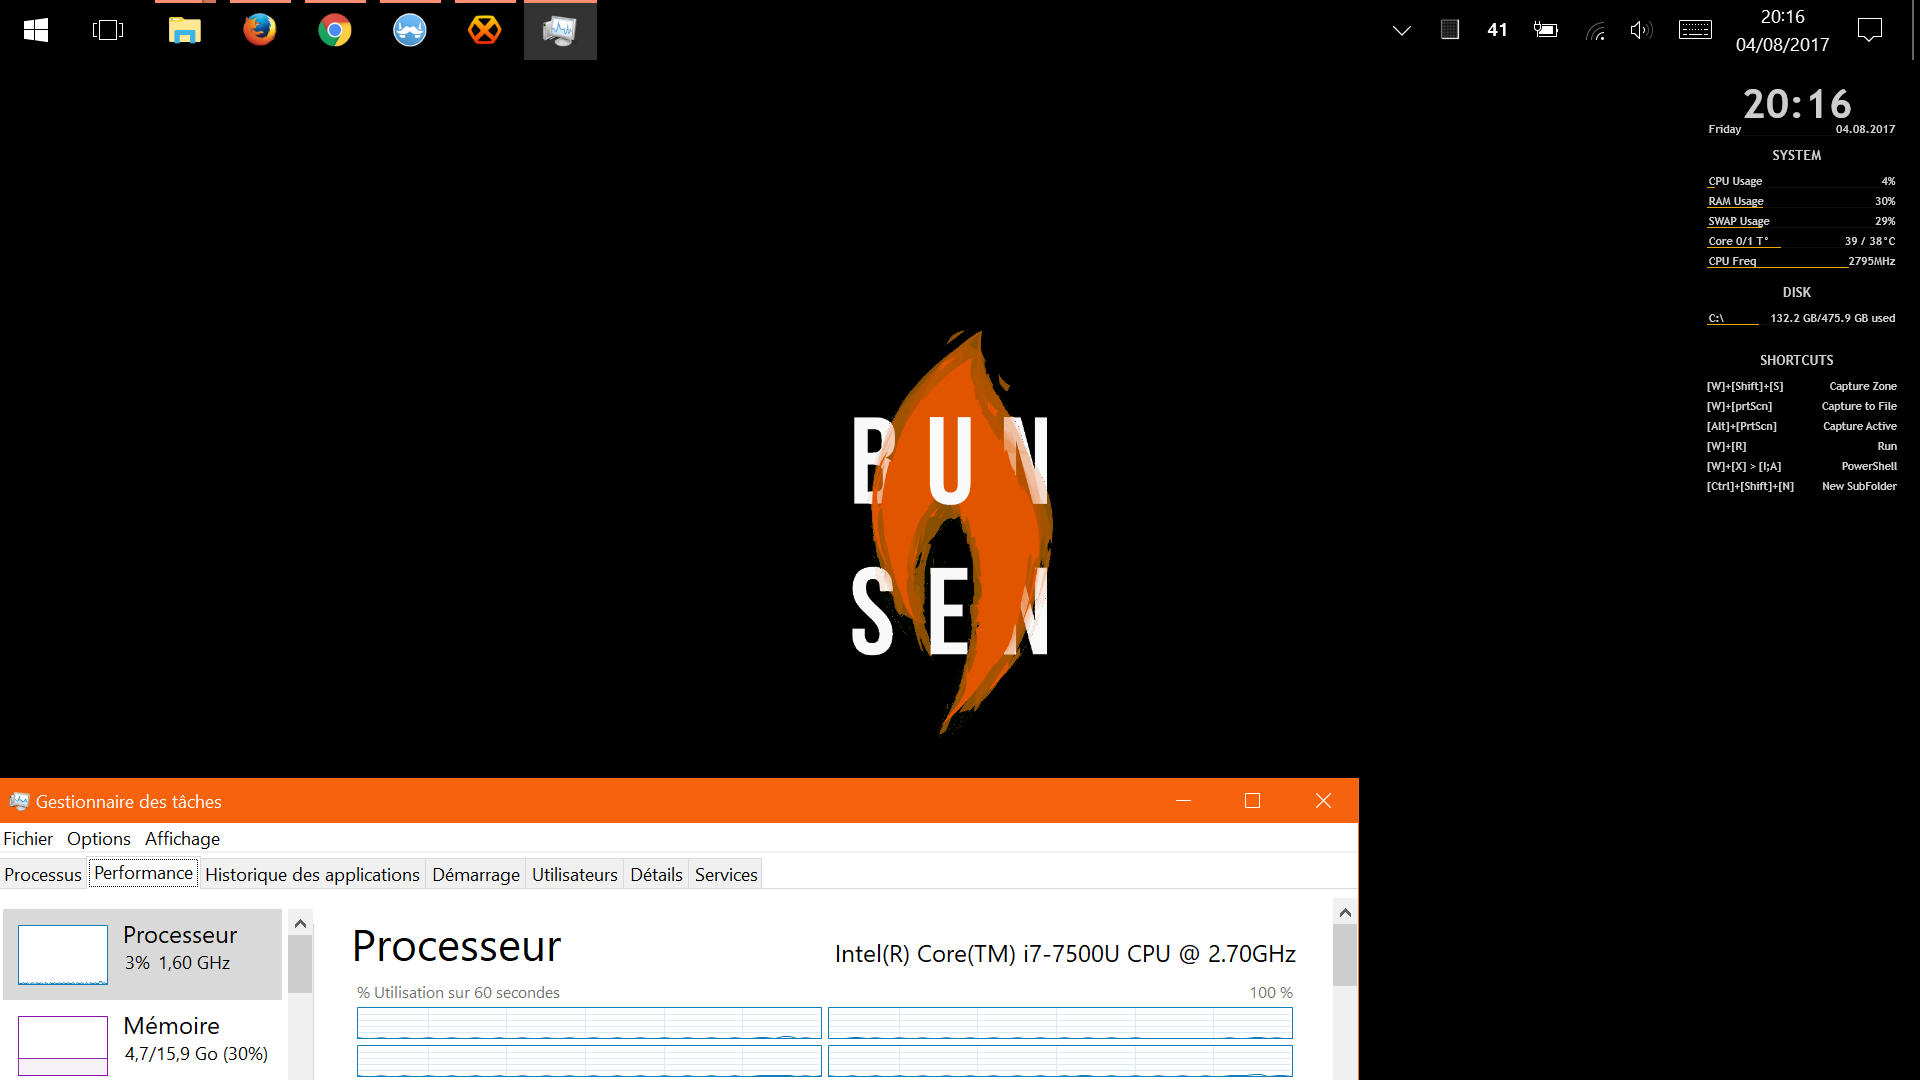 41
20:16
04/08/2017
20:16
Friday 04.08.2017
SYSTEM
CPU Usage 4%
RAM Usage 30%
SWAP Usage 29%
Core 0/1 T° 39 / 38°C
CPU Freq 2795MHz
DISK
C:\ 132.2 GB/475.9 GB used
SHORTCUTS
[W]+[Shift]+[S] Capture Zone
[W]+[prtScn] Capture to File
[Alt]+[PrtScn] Capture Active
[W]+[R] Run
[W]+[X] > [I;A] PowerShell
[Ctrl]+[Shift]+[N] New SubFolder
BUN
SEN
Gestionnaire des tâches
Fichier Options Affichage
Processus Performance Historique des applications Démarrage Utilisateurs Détails Services
Processeur
3% 1,60 GHz
Mémoire
4,7/15,9 Go (30%)
Processeur Intel(R) Core(TM) i7-7500U CPU @ 2.70GHz
% Utilisation sur 60 secondes 100 %